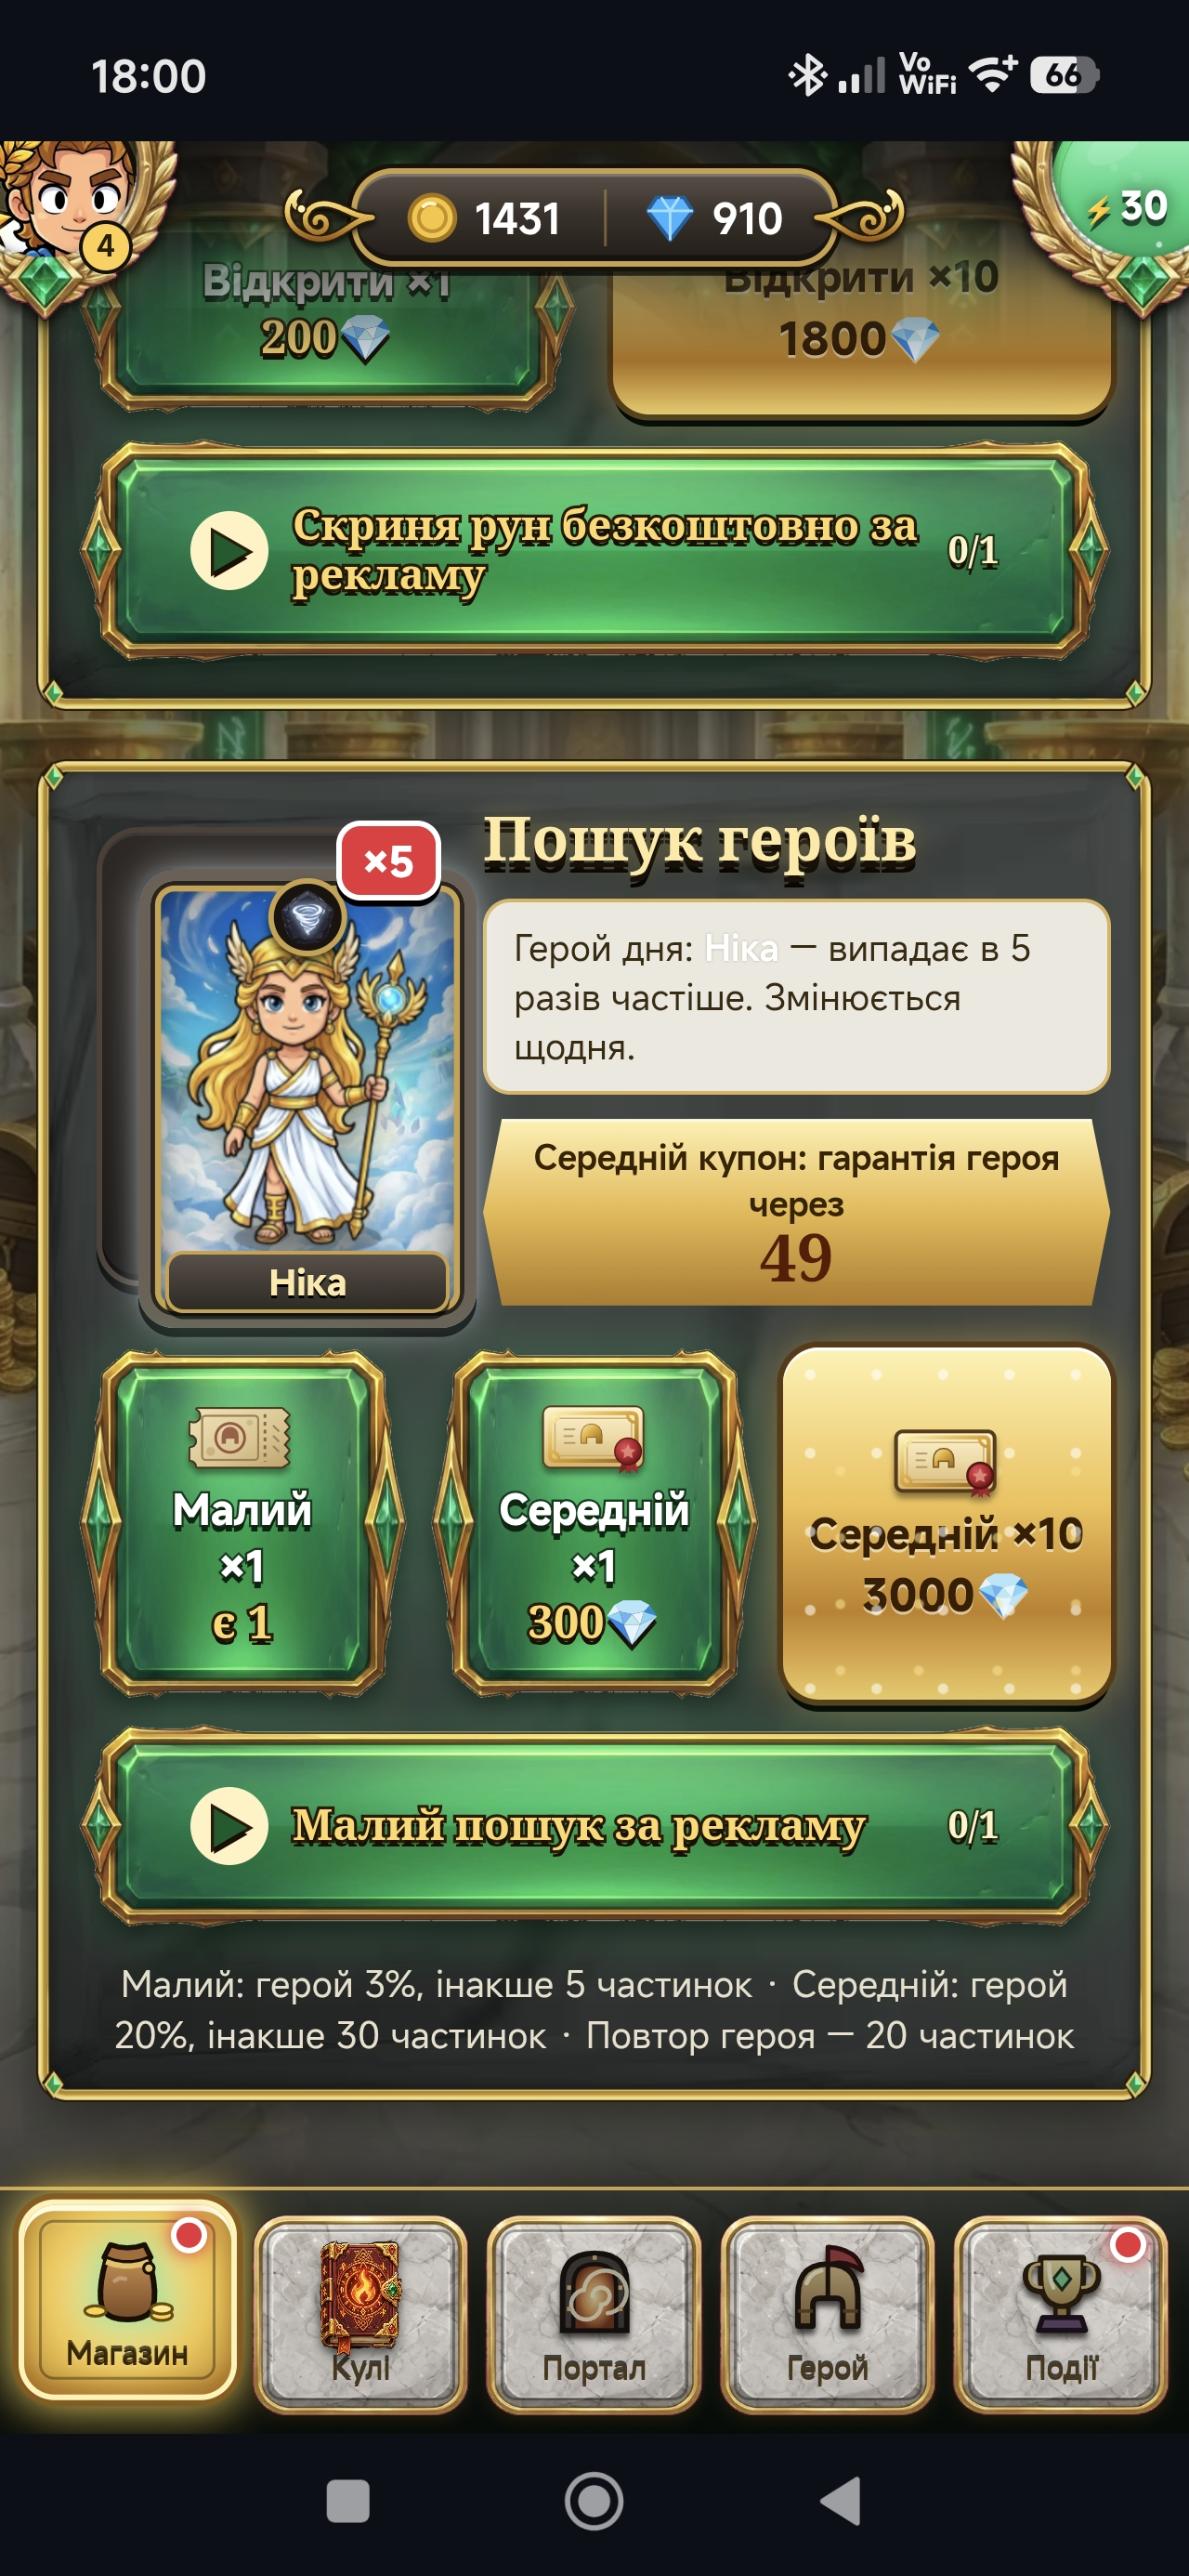 18:00
Vo
WiFi
66
4
1431
910
30
Відкрити ×1
200
Відкрити ×10
1800
Скриня рун безкоштовно за
рекламу
0/1
×5
Ніка
Пошук героїв
Герой дня: Ніка — випадає в 5
разів частіше. Змінюється
щодня.
Середній купон: гарантія героя
через
49
Малий
×1
є 1
Середній
×1
300
Середній ×10
3000
Малий пошук за рекламу
0/1
Малий: герой 3%, інакше 5 частинок · Середній: герой
20%, інакше 30 частинок · Повтор героя — 20 частинок
Магазин
Кулі
Портал
Герой
Події